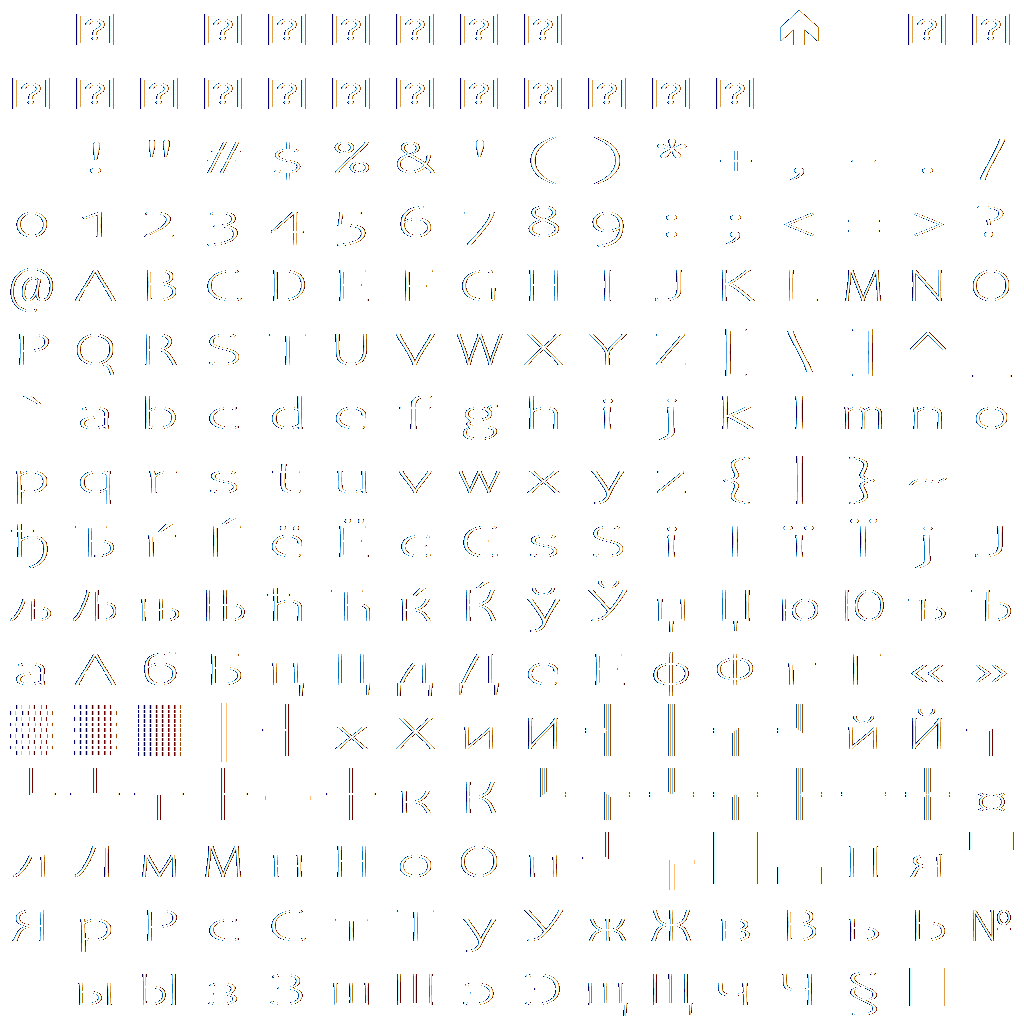 ⍰ ⍰ ⍰ ⍰ ⍰ ⍰ ⍰ ⇑ ⍰ ⍰
⍰ ⍰ ⍰ ⍰ ⍰ ⍰ ⍰ ⍰ ⍰ ⍰ ⍰ ⍰
! " # $ % & ' ( ) * + , - . /
0 1 2 3 4 5 6 7 8 9 : ; < = > ?
@ A B C D E F G H I J K L M N O
P Q R S T U V W X Y Z [ \ ] ^ _
` a b c d e f g h i j k l m n o
p q r s t u v w x y z { | } ~
ђ Ђ ѓ Ѓ ё Ё є Є ѕ Ѕ і І ї Ї ј Ј
љ Љ њ Њ ћ Ћ ќ Ќ ў Ў џ Џ ю Ю ъ Ъ
а А б Б ц Ц д Д е Е ф Ф г Г « »
░ ▒ ▓ │ ┤ х Х и И ╣ ║ ╗ ╝ й Й ┐
└ ┴ ┬ ├ ─ ┼ к К ╚ ╔ ╩ ╦ ╠ ═ ╬ ¤
л Л м М н Н о О п ┘ ┌ █ ▄ П я ▀
Я р Р с С т Т у У ж Ж в В ь Ь №
ы Ы з З ш Ш э Э щ Щ ч Ч § ■